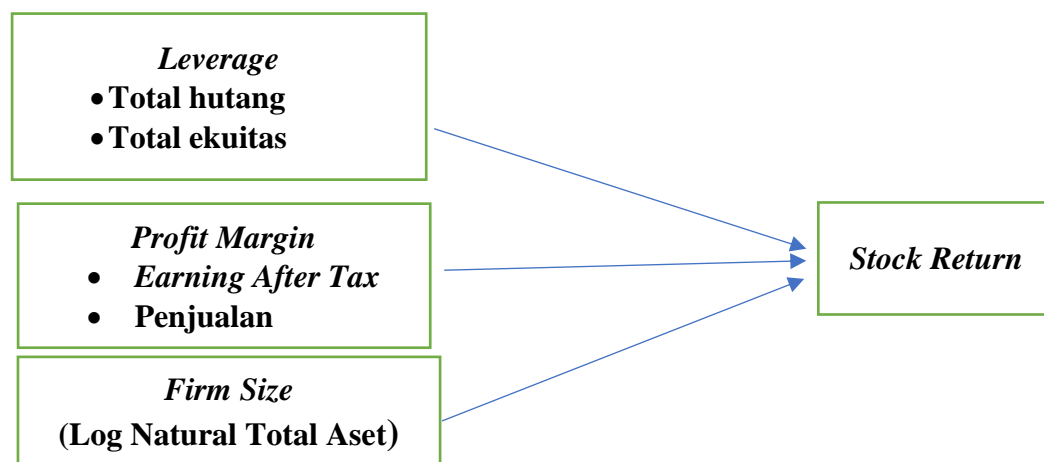 Leverage
• Total hutang
• Total ekuitas
Profit Margin
• Earning After Tax
• Penjualan
Firm Size
(Log Natural Total Aset)
Stock Return